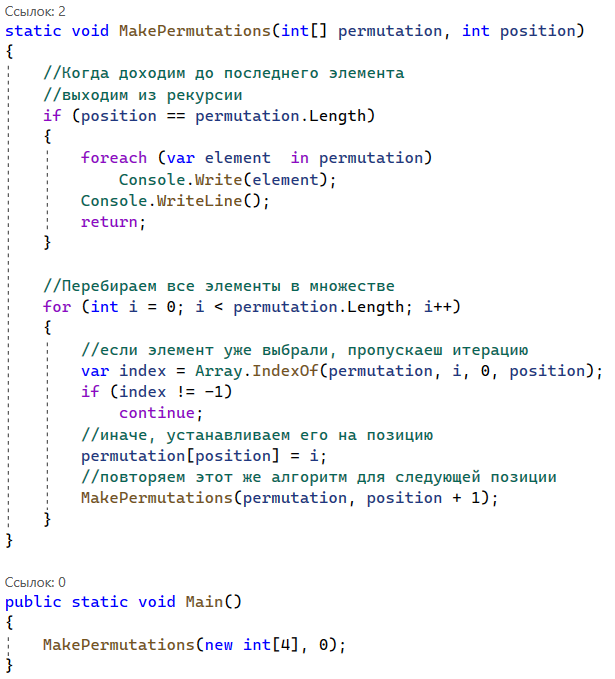 Ссылок: 2
static void MakePermutations(int[] permutation, int position)
{
//Когда доходим до последнего элемента
//выходим из рекурсии
if (position == permutation.Length)
{
foreach (var element  in permutation)
Console.Write(element);
Console.WriteLine();
return;
}
//Перебираем все элементы в множестве
for (int i = 0; i < permutation.Length; i++)
{
//если элемент уже выбрали, пропускаеш итерацию
var index = Array.IndexOf(permutation, i, 0, position);
if (index != -1)
continue;
//иначе, устанавливаем его на позицию
permutation[position] = i;
//повторяем этот же алгоритм для следующей позиции
MakePermutations(permutation, position + 1);
}
}
Ссылок: 0
public static void Main()
{
MakePermutations(new int[4], 0);
}